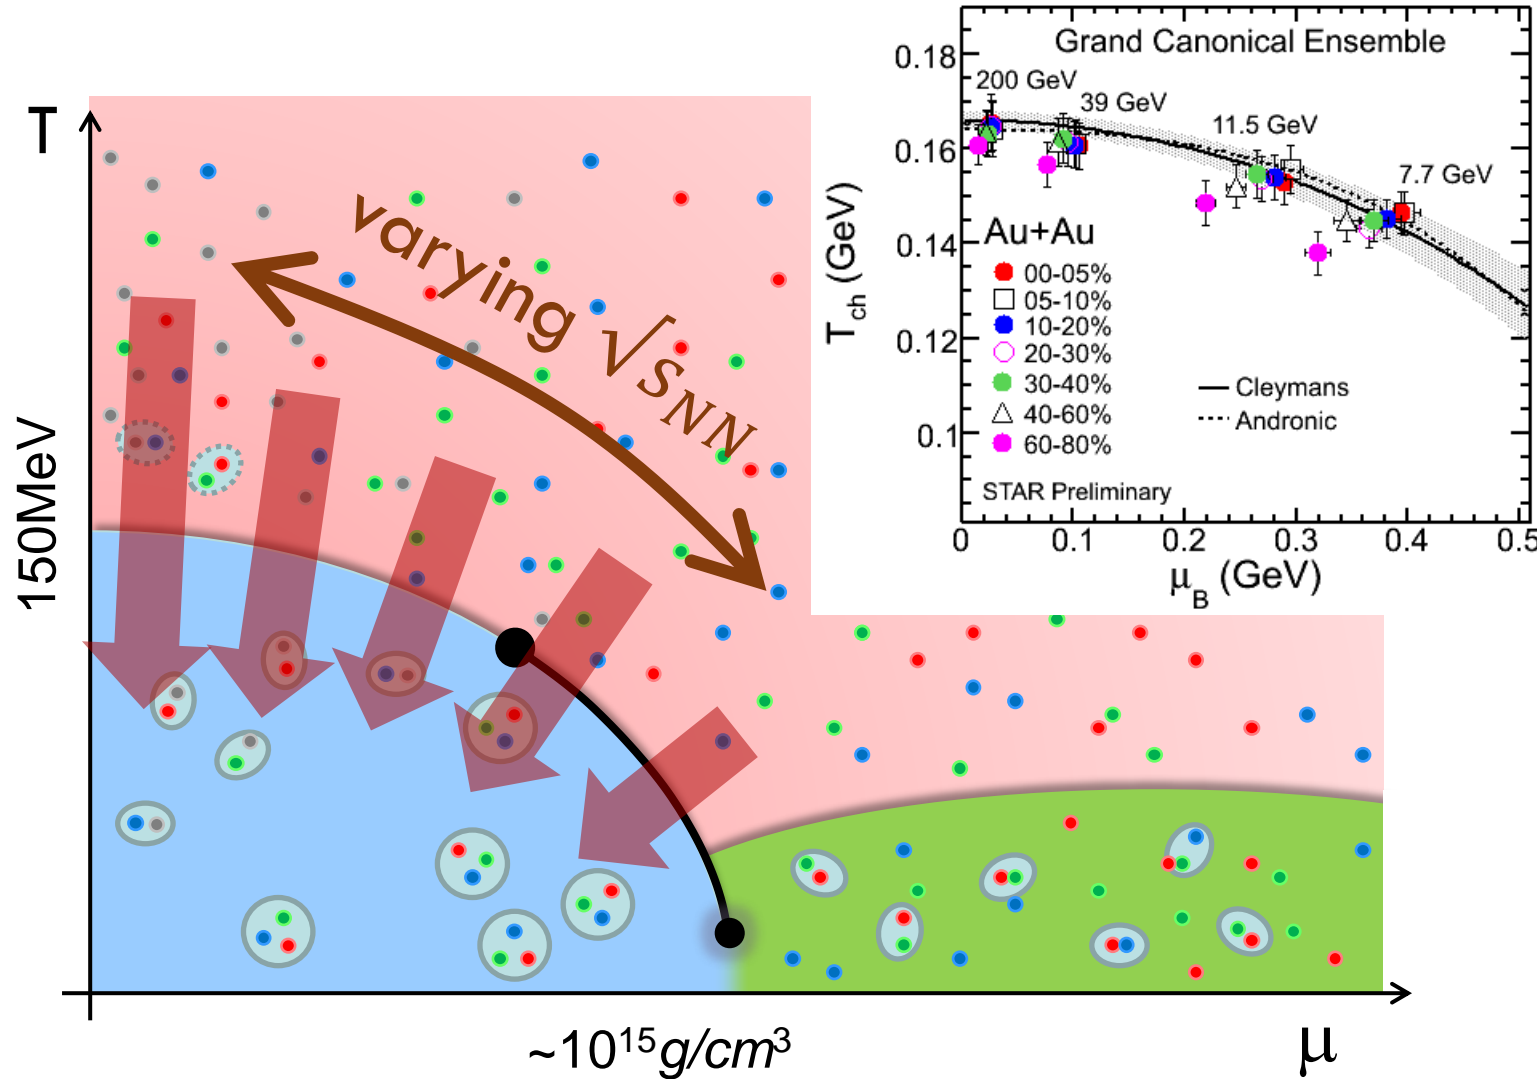 T
150MeV
varying √s_NN
~10¹⁵g/cm³
μ
Grand Canonical Ensemble
200 GeV
39 GeV
11.5 GeV
7.7 GeV
Au+Au
00-05%
05-10%
10-20%
20-30%
30-40%
40-60%
60-80%
Cleymans
Andronic
STAR Preliminary
T_ch (GeV)
0.18
0.16
0.14
0.12
0.1
0
0.1
0.2
0.3
0.4
0.5
μ_B (GeV)